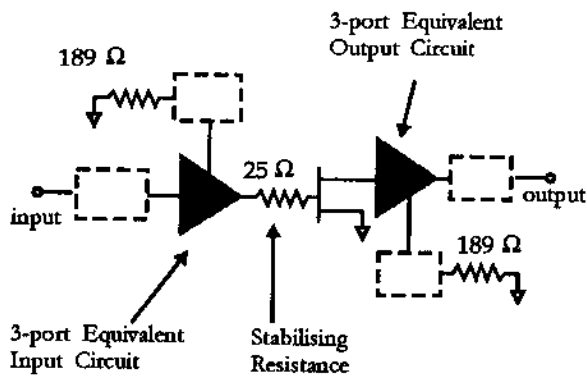 3-port Equivalent
Output Circuit
189 Ω
25 Ω
input
output
189 Ω
3-port Equivalent
Input Circuit
Stabilising
Resistance